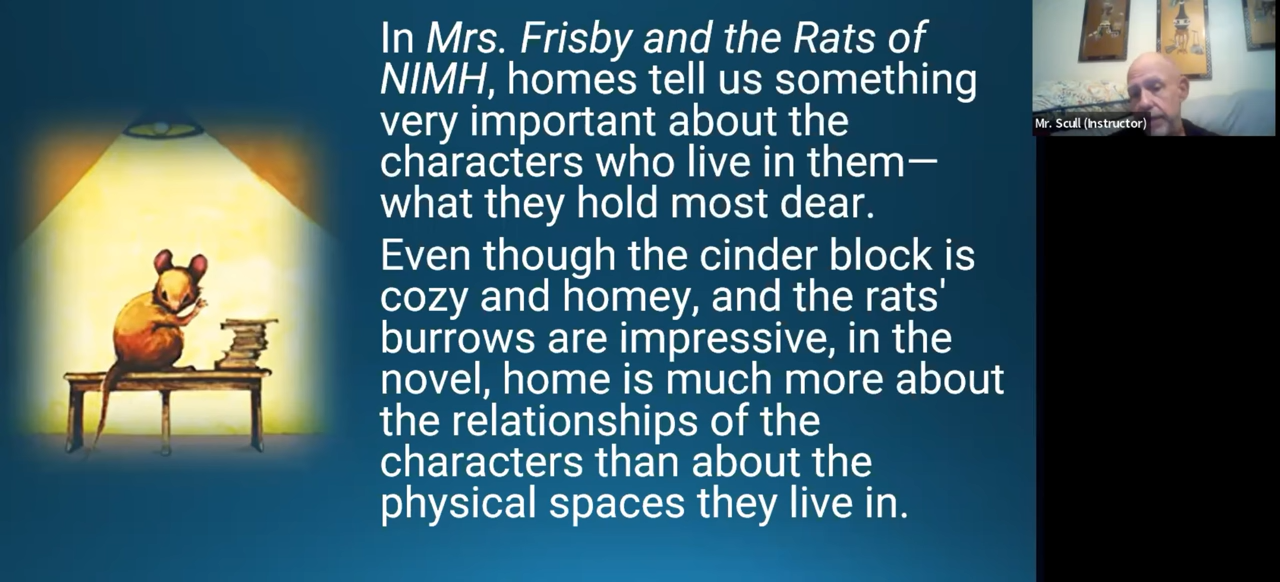 In Mrs. Frisby and the Rats of
NIMH, homes tell us something
very important about the
characters who live in them—
what they hold most dear.
Even though the cinder block is
cozy and homey, and the rats'
burrows are impressive, in the
novel, home is much more about
the relationships of the
characters than about the
physical spaces they live in.
Mr. Scull (Instructor)